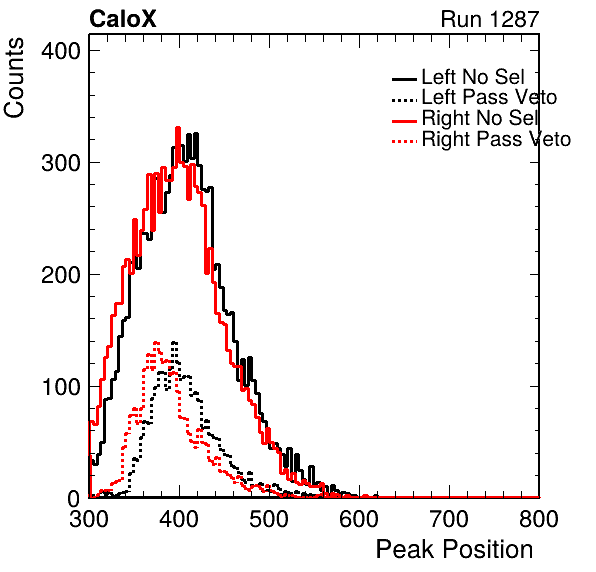 CaloX Run 1287
Counts
400
300
200
100
0
Left No Sel
Left Pass Veto
Right No Sel
Right Pass Veto
300 400 500 600 700 800
Peak Position